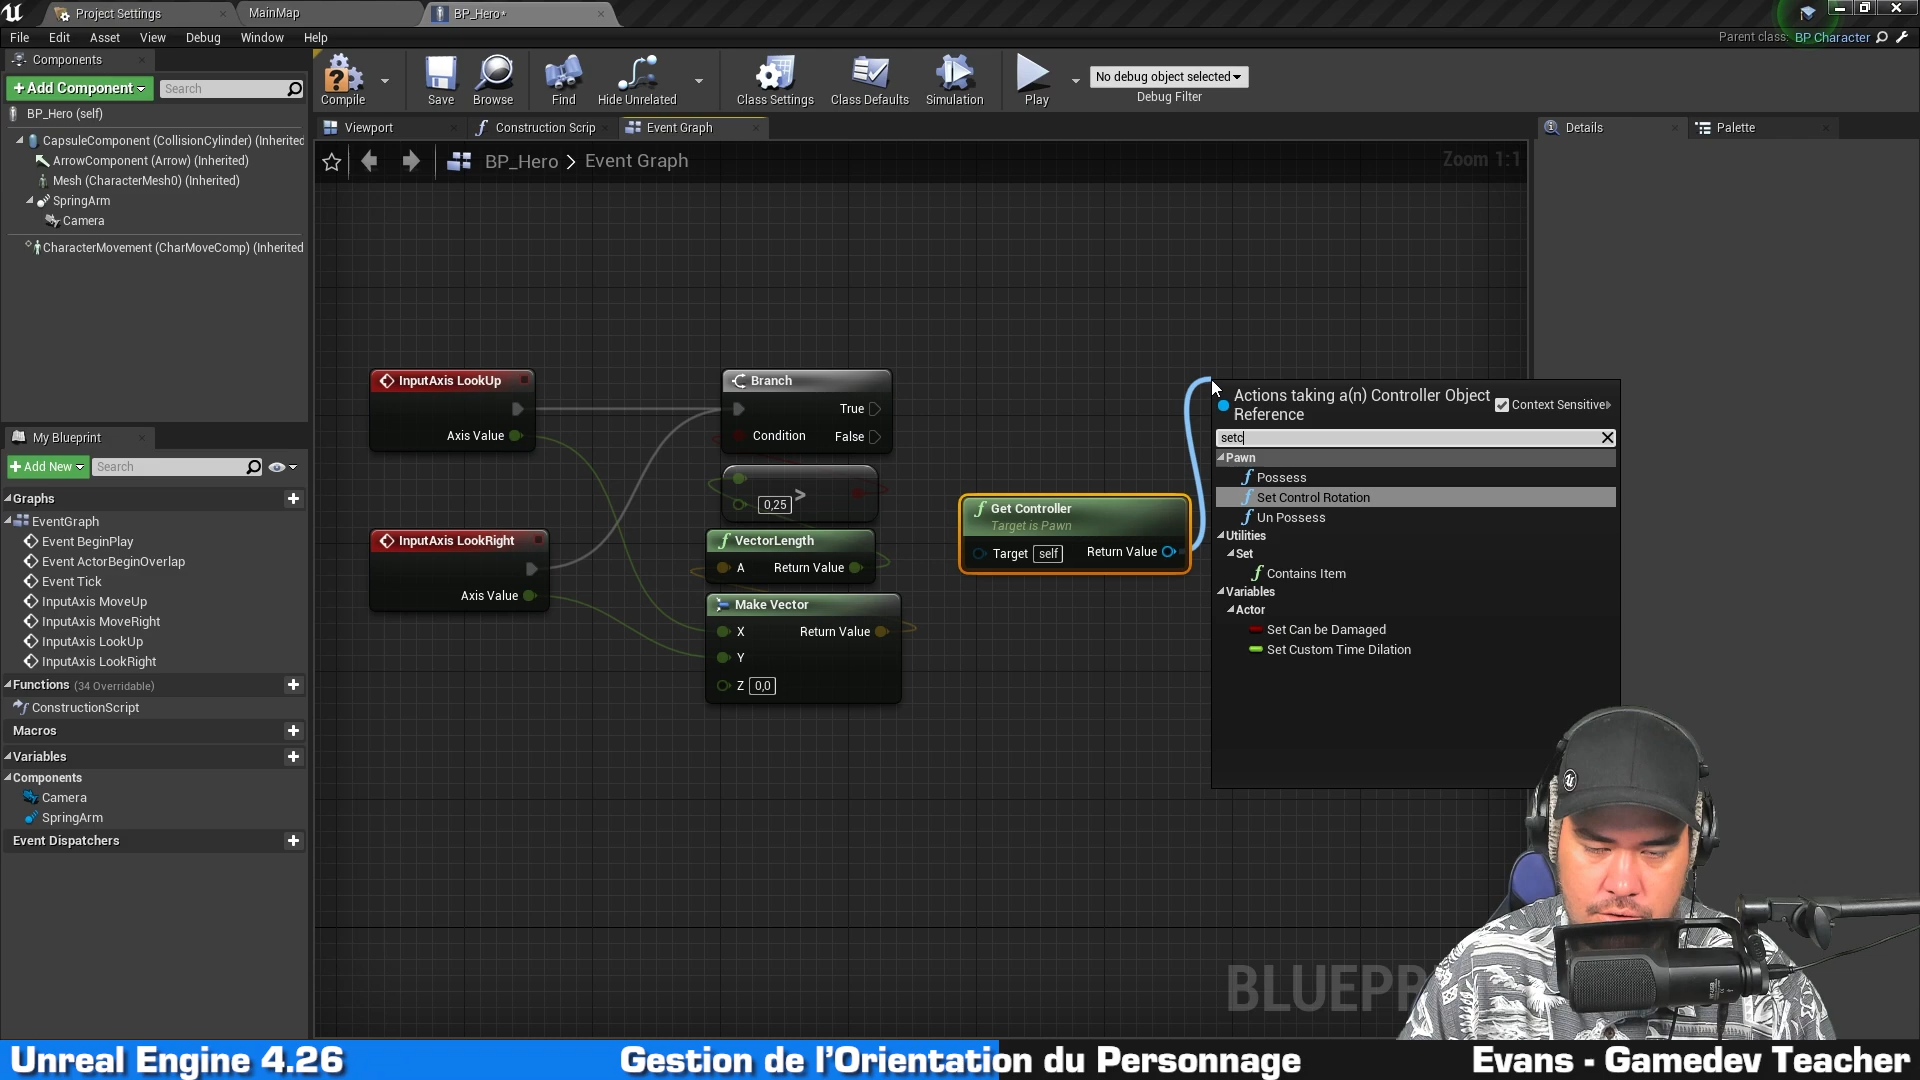 Project Settings
MainMap
BP_Hero*
File Edit Asset View Debug Window Help
Parent class: BP Character
Components
+Add Component
Search
BP_Hero (self)
CapsuleComponent (CollisionCylinder) (Inherited
ArrowComponent (Arrow) (Inherited)
Mesh (CharacterMesh0) (Inherited)
SpringArm
Camera
CharacterMovement (CharMoveComp) (Inherited
Compile
Save
Browse
Find
Hide Unrelated
Class Settings
Class Defaults
Simulation
Play
No debug object selected
Debug Filter
Viewport
Construction Scrip
Event Graph
Details
Palette
BP_Hero > Event Graph
Zoom 1:1
InputAxis LookUp
Axis Value
InputAxis LookRight
Axis Value
Branch
True
Condition
False
0,25
>
VectorLength
A Return Value
Make Vector
X Return Value
Y
Z 0,0
Get Controller
Target is Pawn
Target self Return Value
Actions taking a(n) Controller Object
Reference
Context Sensitive
setc
Pawn
Possess
Set Control Rotation
Un Possess
Utilities
Set
Contains Item
Variables
Actor
Set Can be Damaged
Set Custom Time Dilation
My Blueprint
+Add New
Search
Graphs
EventGraph
Event BeginPlay
Event ActorBeginOverlap
Event Tick
InputAxis MoveUp
InputAxis MoveRight
InputAxis LookUp
InputAxis LookRight
Functions (34 Overridable)
ConstructionScript
Macros
Variables
Components
Camera
SpringArm
Event Dispatchers
BLUEPR
Unreal Engine 4.26
Gestion de l'Orientation du Personnage
Evans - Gamedev Teacher